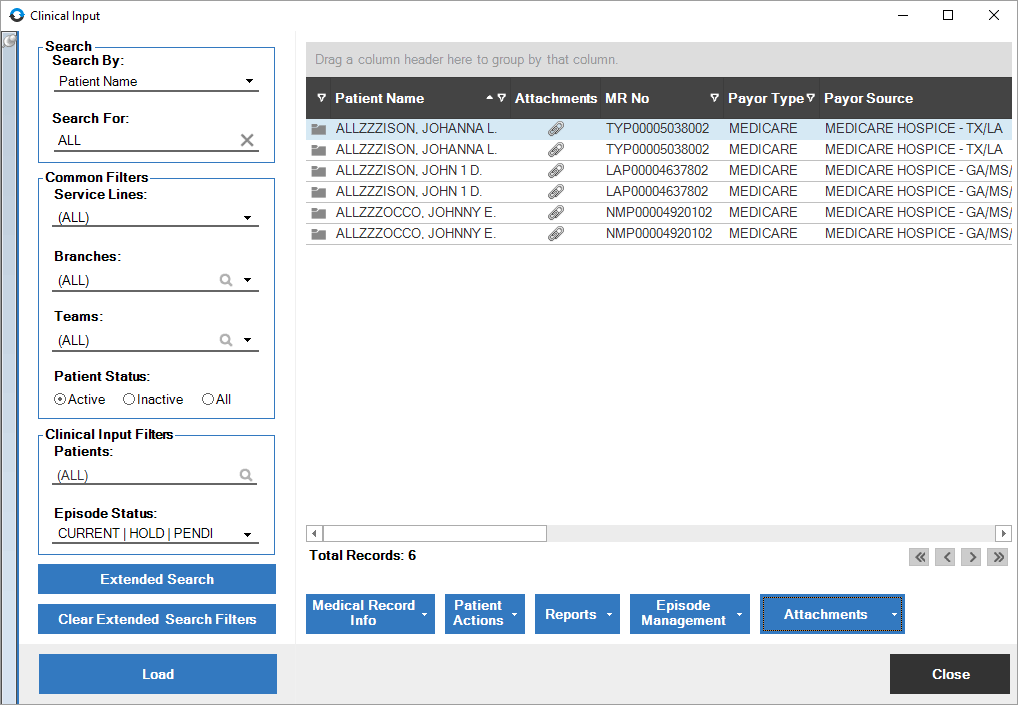 Clinical Input
Search
Search By:
Patient Name
Search For:
ALL
Common Filters
Service Lines:
(ALL)
Branches:
(ALL)
Teams:
(ALL)
Patient Status:
Active Inactive All
Clinical Input Filters
Patients:
(ALL)
Episode Status:
CURRENT | HOLD | PENDI
Extended Search
Clear Extended Search Filters
Load
Drag a column header here to group by that column.
Patient Name Attachments MR No Payor Type Payor Source
ALLZZZISON, JOHANNA L. TYP00005038002 MEDICARE MEDICARE HOSPICE - TX/LA
ALLZZZISON, JOHANNA L. TYP00005038002 MEDICARE MEDICARE HOSPICE - TX/LA
ALLZZZISON, JOHN 1 D. LAP00004637802 MEDICARE MEDICARE HOSPICE - GA/MS/
ALLZZZISON, JOHN 1 D. LAP00004637802 MEDICARE MEDICARE HOSPICE - GA/MS/
ALLZZZOCCO, JOHNNY E. NMP00004920102 MEDICARE MEDICARE HOSPICE - GA/MS/
ALLZZZOCCO, JOHNNY E. NMP00004920102 MEDICARE MEDICARE HOSPICE - GA/MS/
Total Records: 6
Medical Record
Info
Patient
Actions
Reports
Episode
Management
Attachments
Close